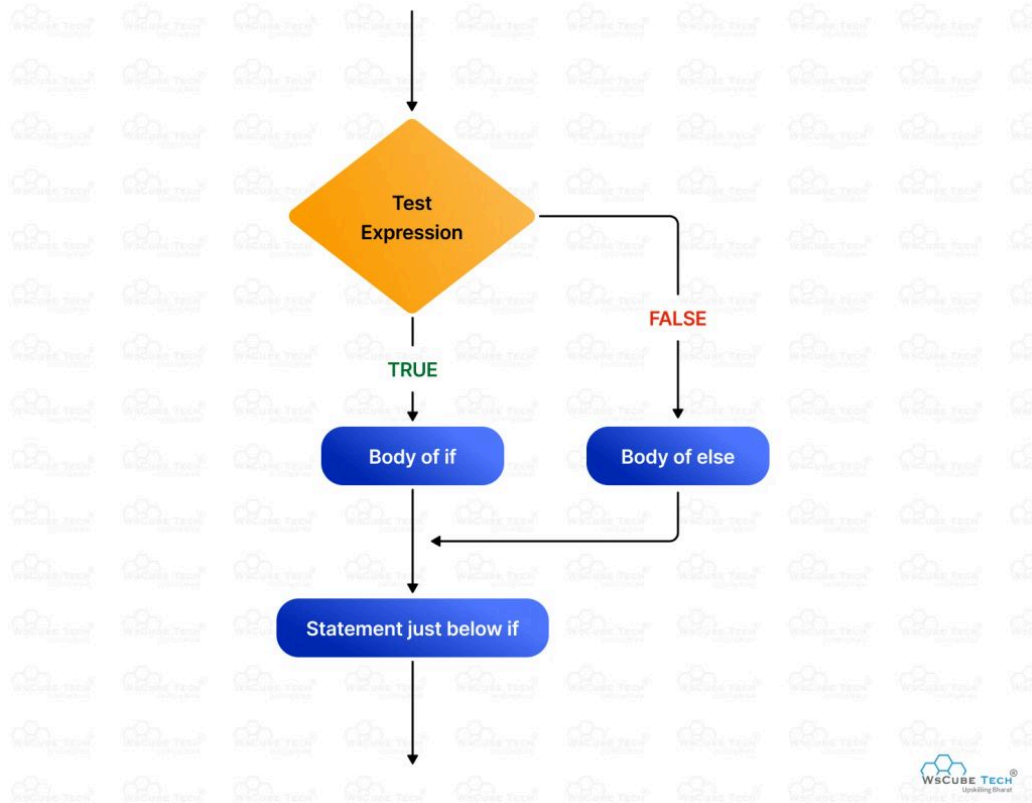 Test
Expression
FALSE
TRUE
Body of if
Body of else
Statement just below if
WsCube Tech®
Upskilling Bharat